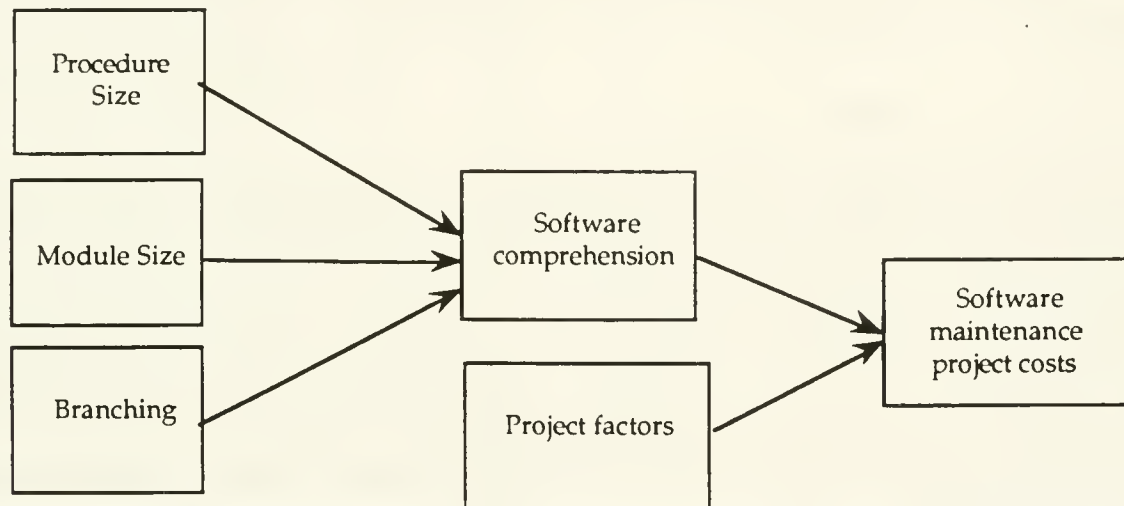 Procedure
Size
Module Size
Branching
Software
comprehension
Project factors
Software
maintenance
project costs